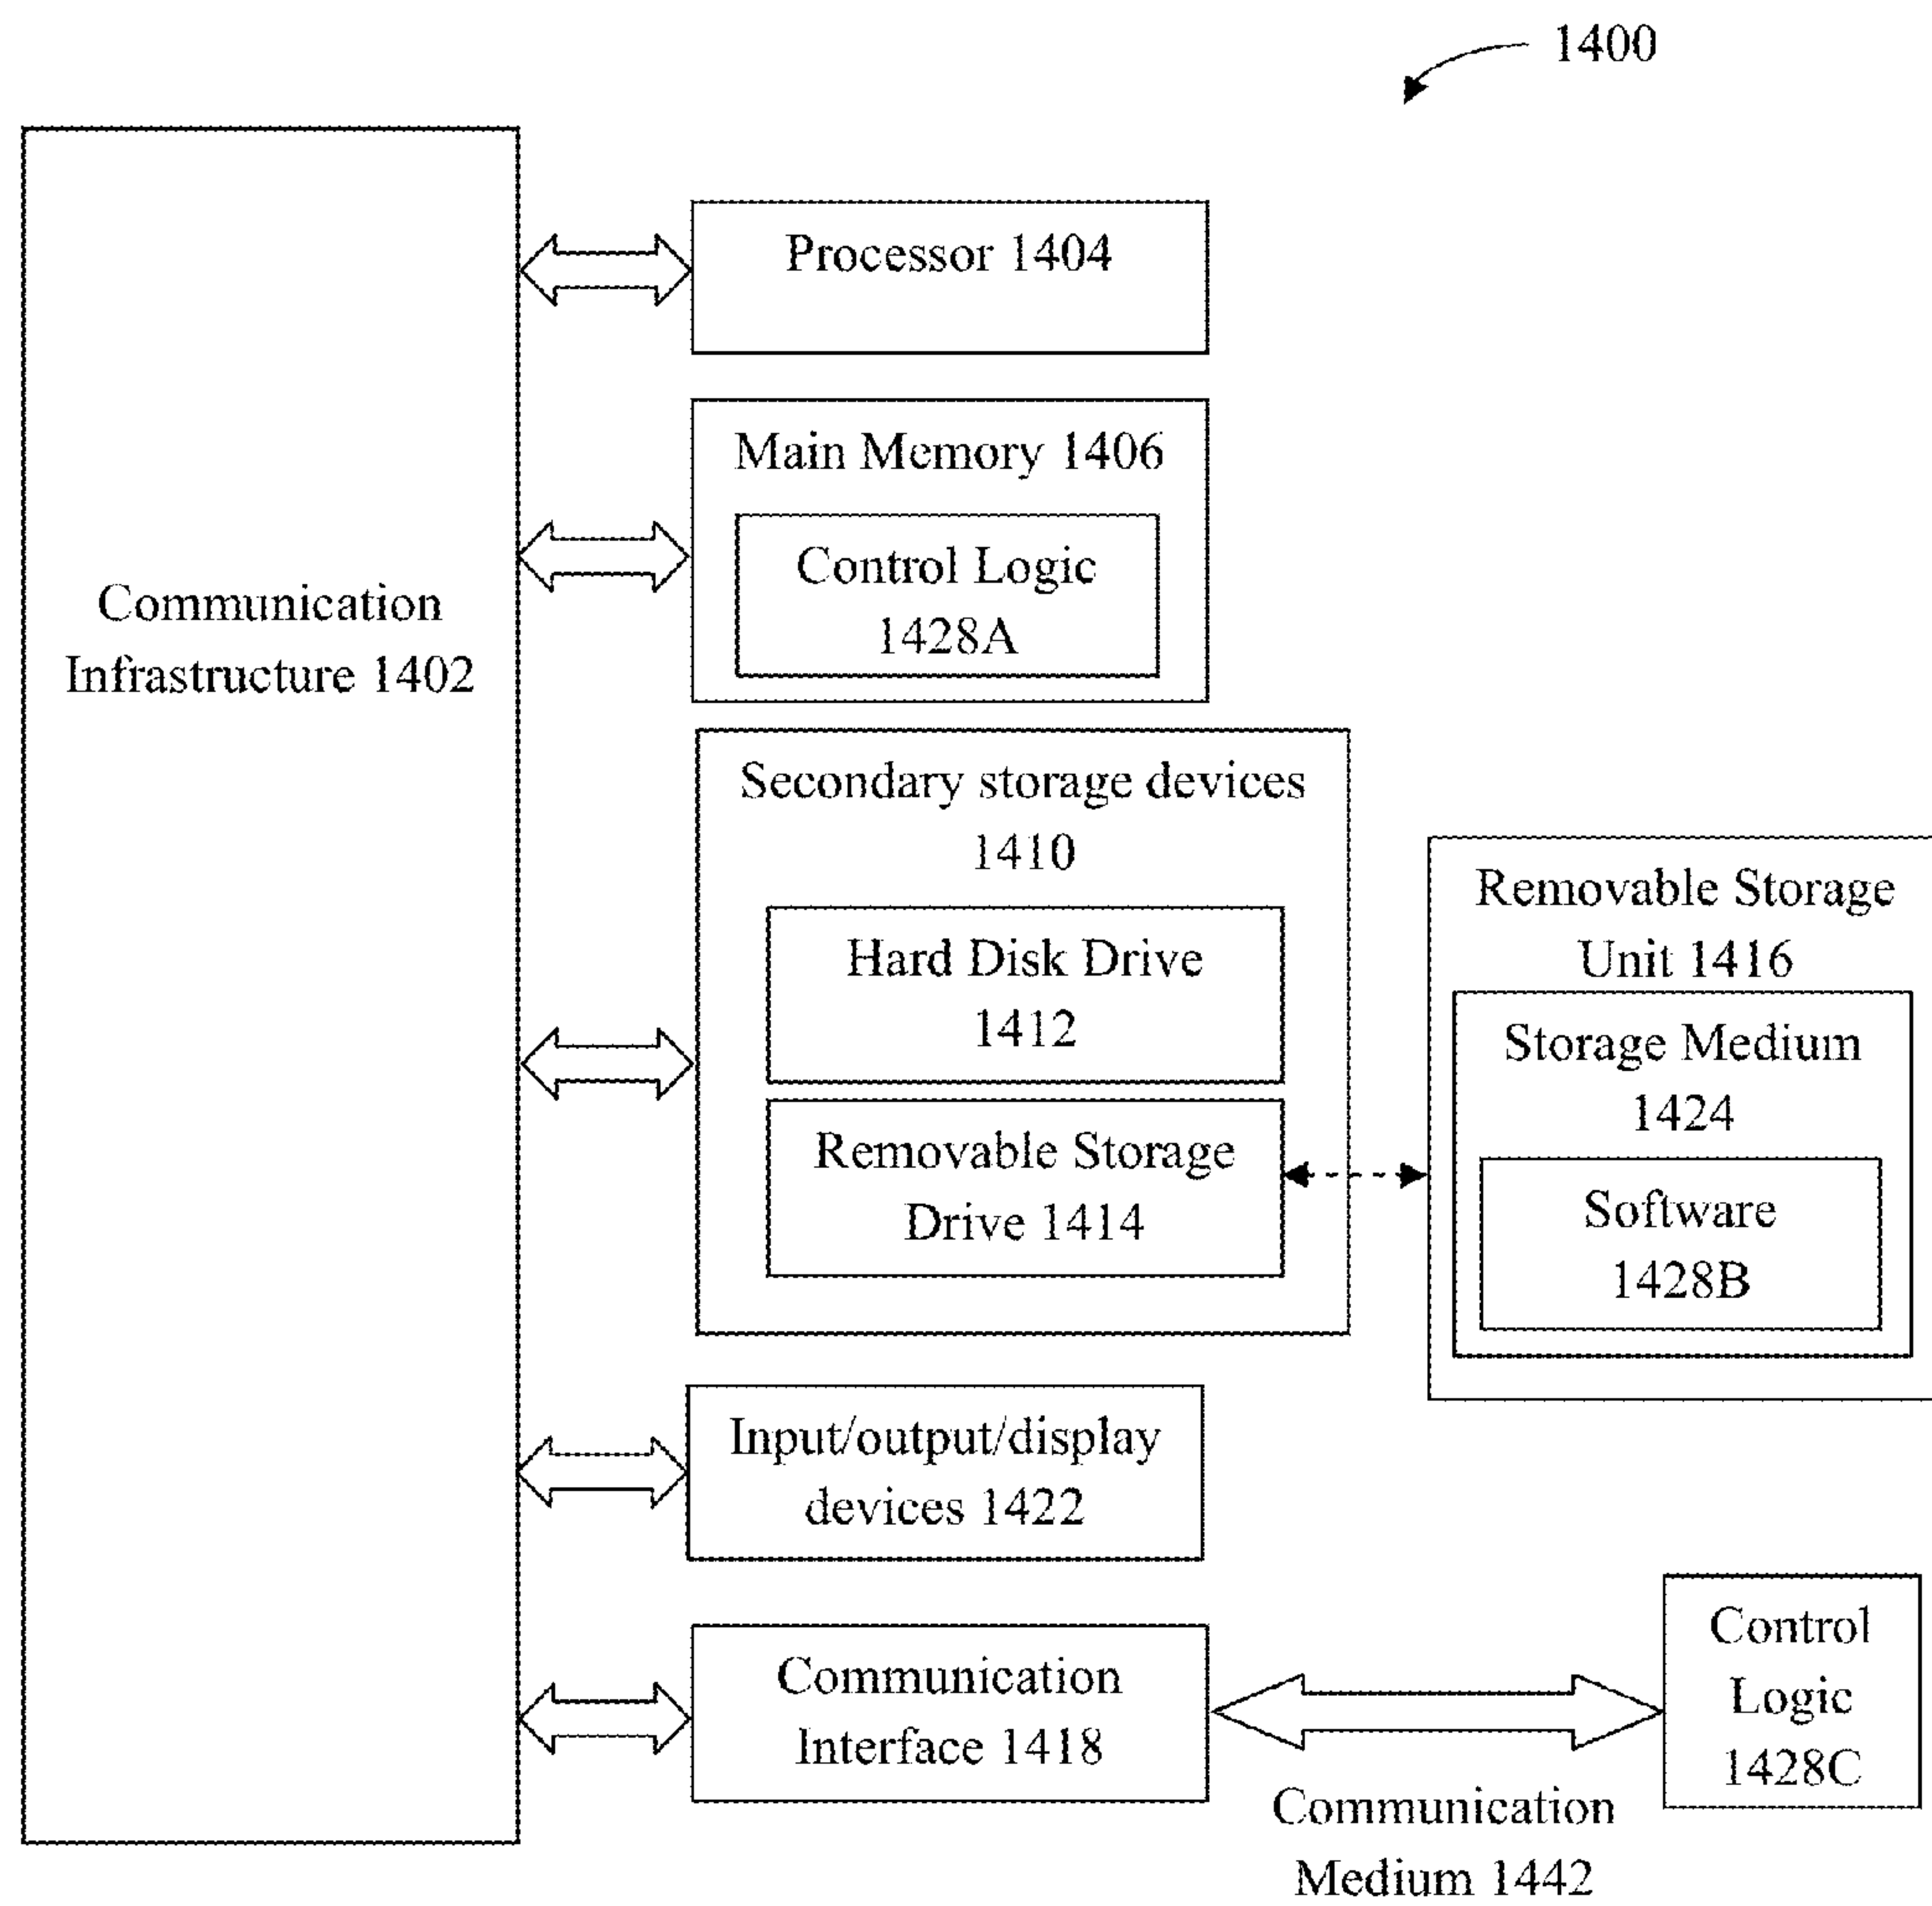 1400
Communication
Infrastructure 1402
Processor 1404
Main Memory 1406
Control Logic
1428A
Secondary storage devices
1410
Hard Disk Drive
1412
Removable Storage
Drive 1414
Removable Storage
Unit 1416
Storage Medium
1424
Software
1428B
Input/output/display
devices 1422
Communication
Interface 1418
Communication
Medium 1442
Control
Logic
1428C